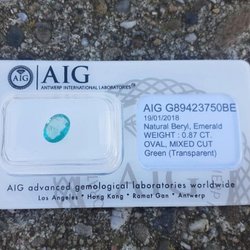 AIG
ANTWERP INTERNATIONAL LABORATORIES
AIG G89423750BE
19/01/2018
Natural Beryl, Emerald
WEIGHT : 0.87 CT.
OVAL, MIXED CUT
Green (Transparent)
AIG advanced gemological laboratories worldwide
Los Angeles * Hong Kong * Ramat Gan * Antwerp